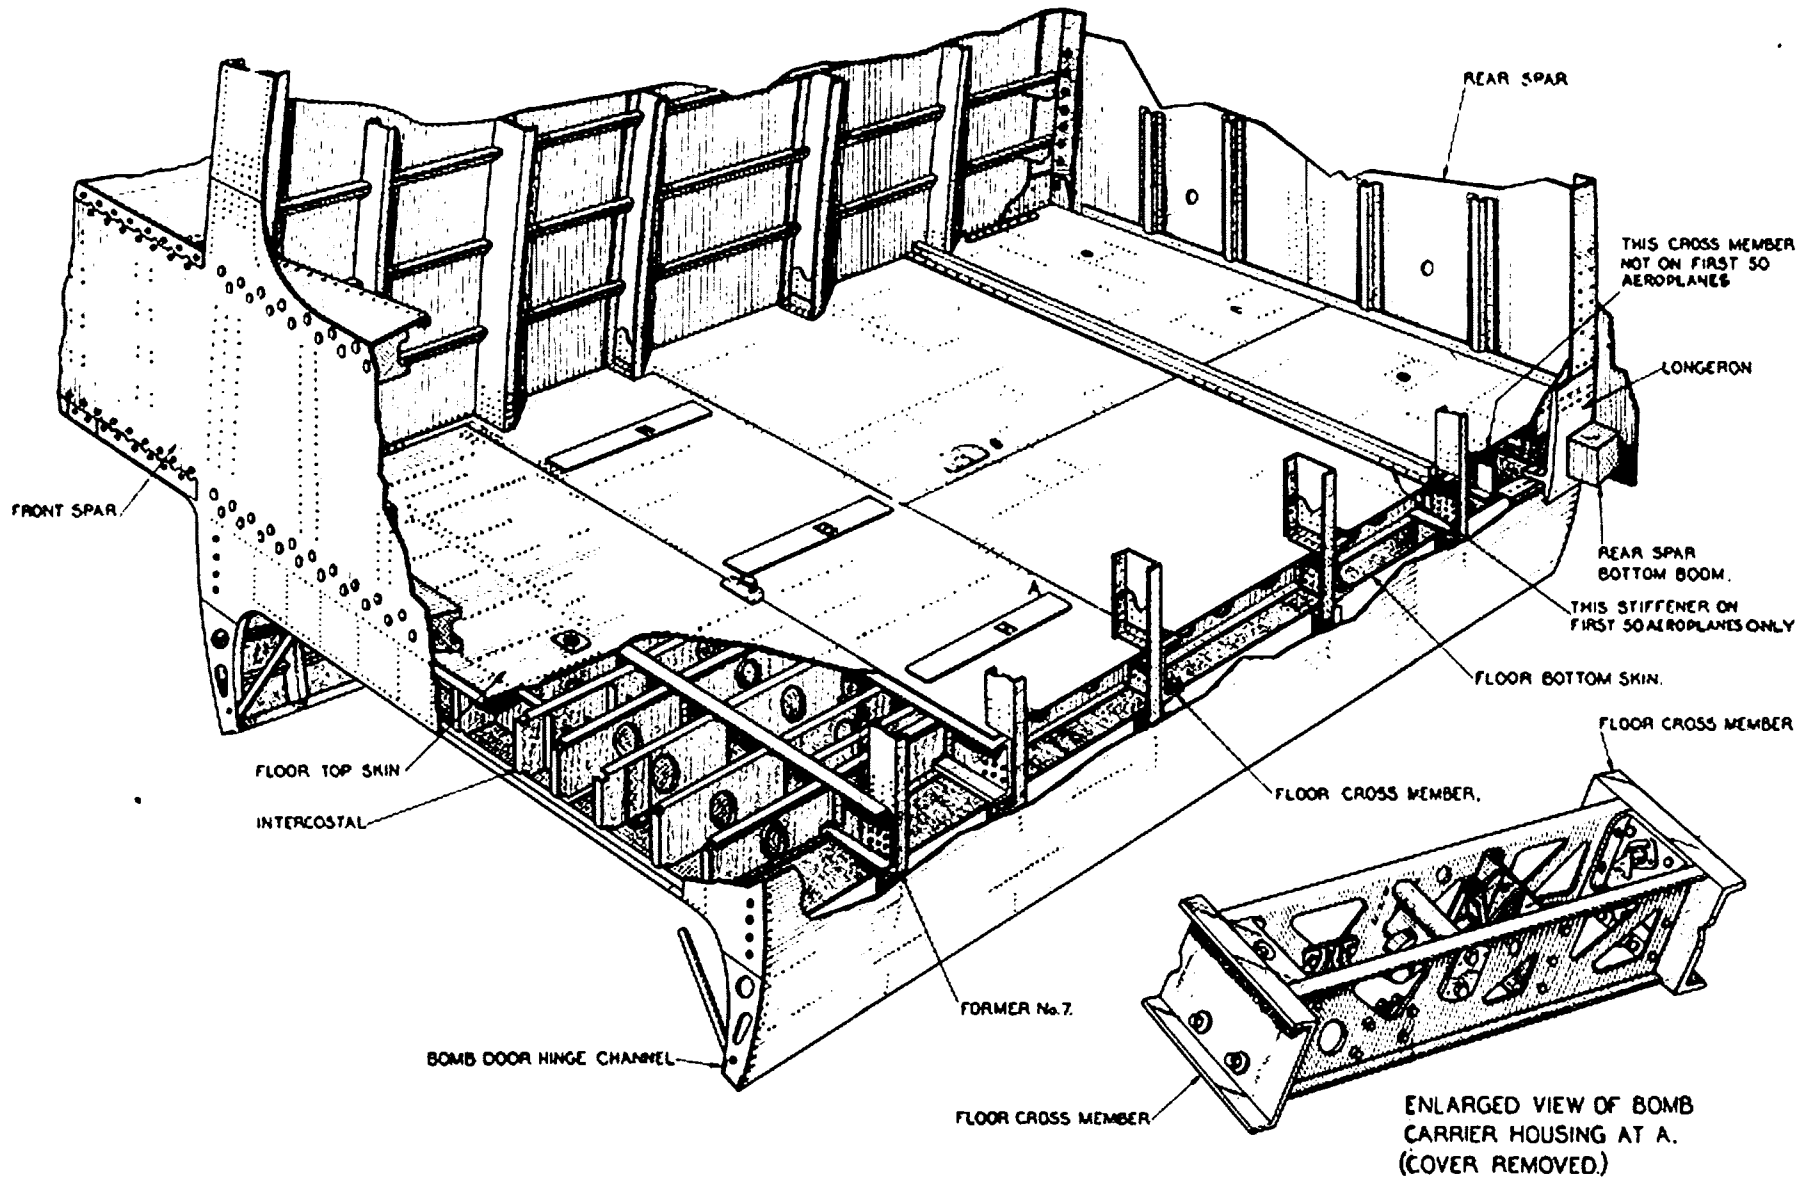 REAR SPAR
THIS CROSS MEMBER
NOT ON FIRST 50
AEROPLANES
LONGERON
FRONT SPAR.
A
REAR SPAR
BOTTOM BOOM.
THIS STIFFENER ON
FIRST 50 AEROPLANES ONLY
FLOOR BOTTOM SKIN.
FLOOR CROSS MEMBER
FLOOR TOP SKIN
INTERCOSTAL
FLOOR CROSS MEMBER.
FORMER No. 7.
BOMB DOOR HINGE CHANNEL
FLOOR CROSS MEMBER
ENLARGED VIEW OF BOMB
CARRIER HOUSING AT A.
(COVER REMOVED.)